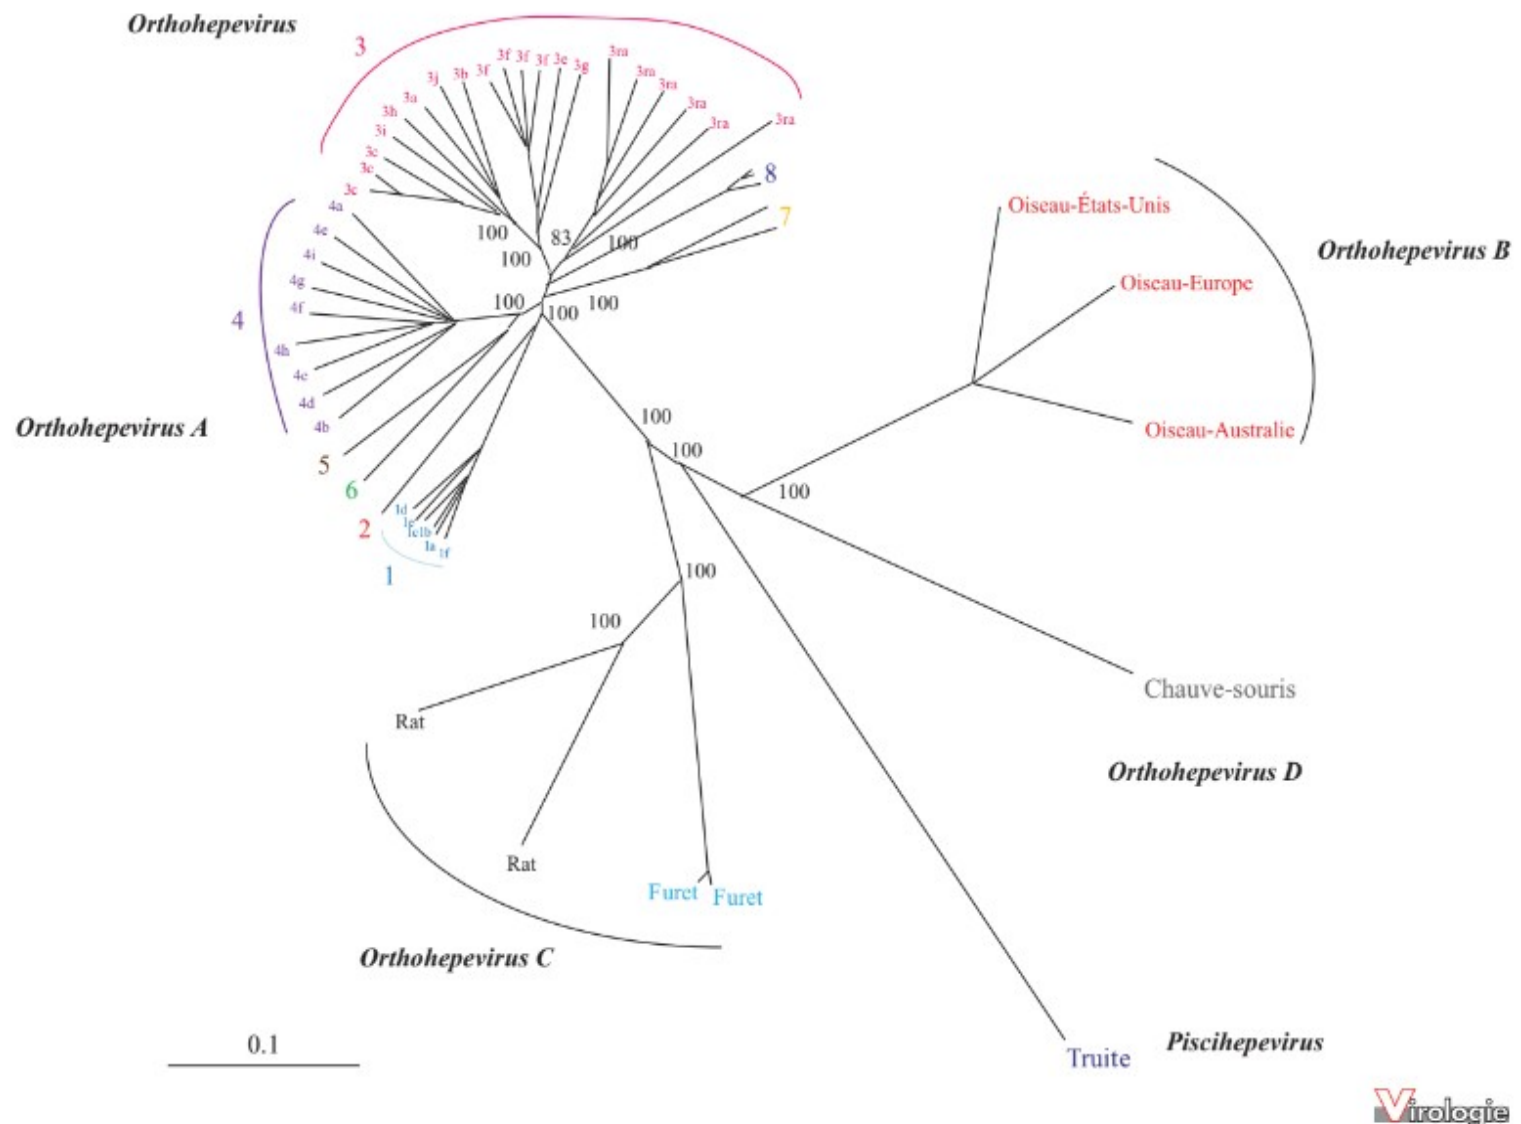 Orthohepevirus
3
3f 3f 3f 3e 3g
3ra
3j 3b 3f
3ra
3ra
3a
3ra
3h
3ra
3ra
3i
3c
8
3c
4a
Oiseau-États-Unis
7
4e
100
83
100
Orthohepevirus B
4i
100
4g
Oiseau-Europe
4f
100
100
100
4
4h
4c
4d
100
4b
Oiseau-Australie
Orthohepevirus A
100
5
6
100
1d
2
1c1b
1a
1f
1
100
100
Chauve-souris
Rat
Orthohepevirus D
Rat
Furet
Furet
Orthohepevirus C
0.1
Truite
Piscihepevirus
Virologie